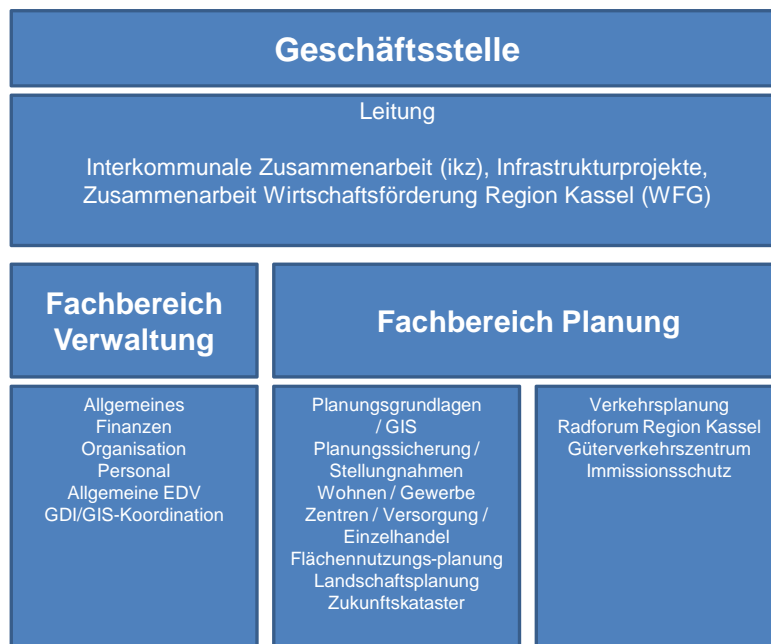 Geschäftsstelle
Leitung
Interkommunale Zusammenarbeit (ikz), Infrastrukturprojekte,
Zusammenarbeit Wirtschaftsförderung Region Kassel (WFG)
Fachbereich
Verwaltung
Fachbereich Planung
Allgemeines
Finanzen
Organisation
Personal
Allgemeine EDV
GDI/GIS-Koordination
Planungsgrundlagen
/ GIS
Planungssicherung /
Stellungnahmen
Wohnen / Gewerbe
Zentren / Versorgung /
Einzelhandel
Flächennutzungs-planung
Landschaftsplanung
Zukunftskataster
Verkehrsplanung
Radforum Region Kassel
Güterverkehrszentrum
Immissionsschutz